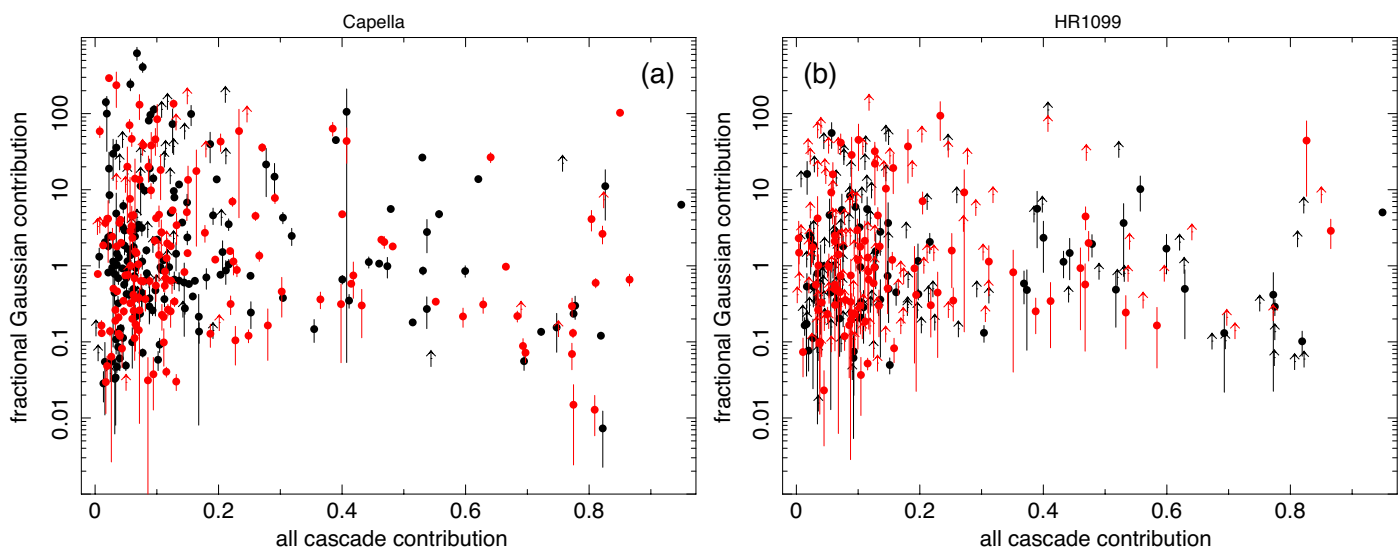 Capella
HR1099
(a)
(b)
fractional Gaussian contribution
100
10
1
0.1
0.01
0 0.2 0.4 0.6 0.8
all cascade contribution
fractional Gaussian contribution
100
10
1
0.1
0.01
0 0.2 0.4 0.6 0.8
all cascade contribution